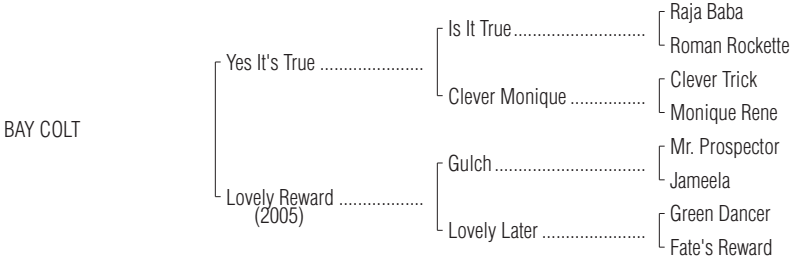 Raja Baba
Is It True..............................
Roman Rockette
Yes It's True ......................
Clever Trick
Clever Monique ................
Monique Rene
BAY COLT
Mr. Prospector
Gulch................................
Jameela
Lovely Reward ..................
(2005)
Green Dancer
Lovely Later ......................
Fate's Reward